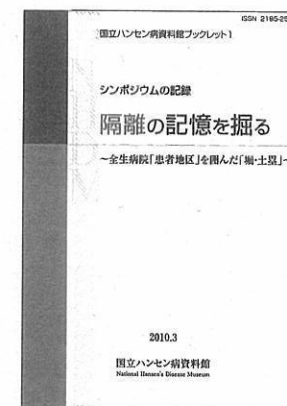 ISSN 2185-25
国立ハンセン病資料館ブックレット1
シンポジウムの記録
隔離の記憶を掘る
~全生病院「患者地区」を囲んだ「堀・土塁」~
2010.3
国立ハンセン病資料館
National Hansen's Disease Museum